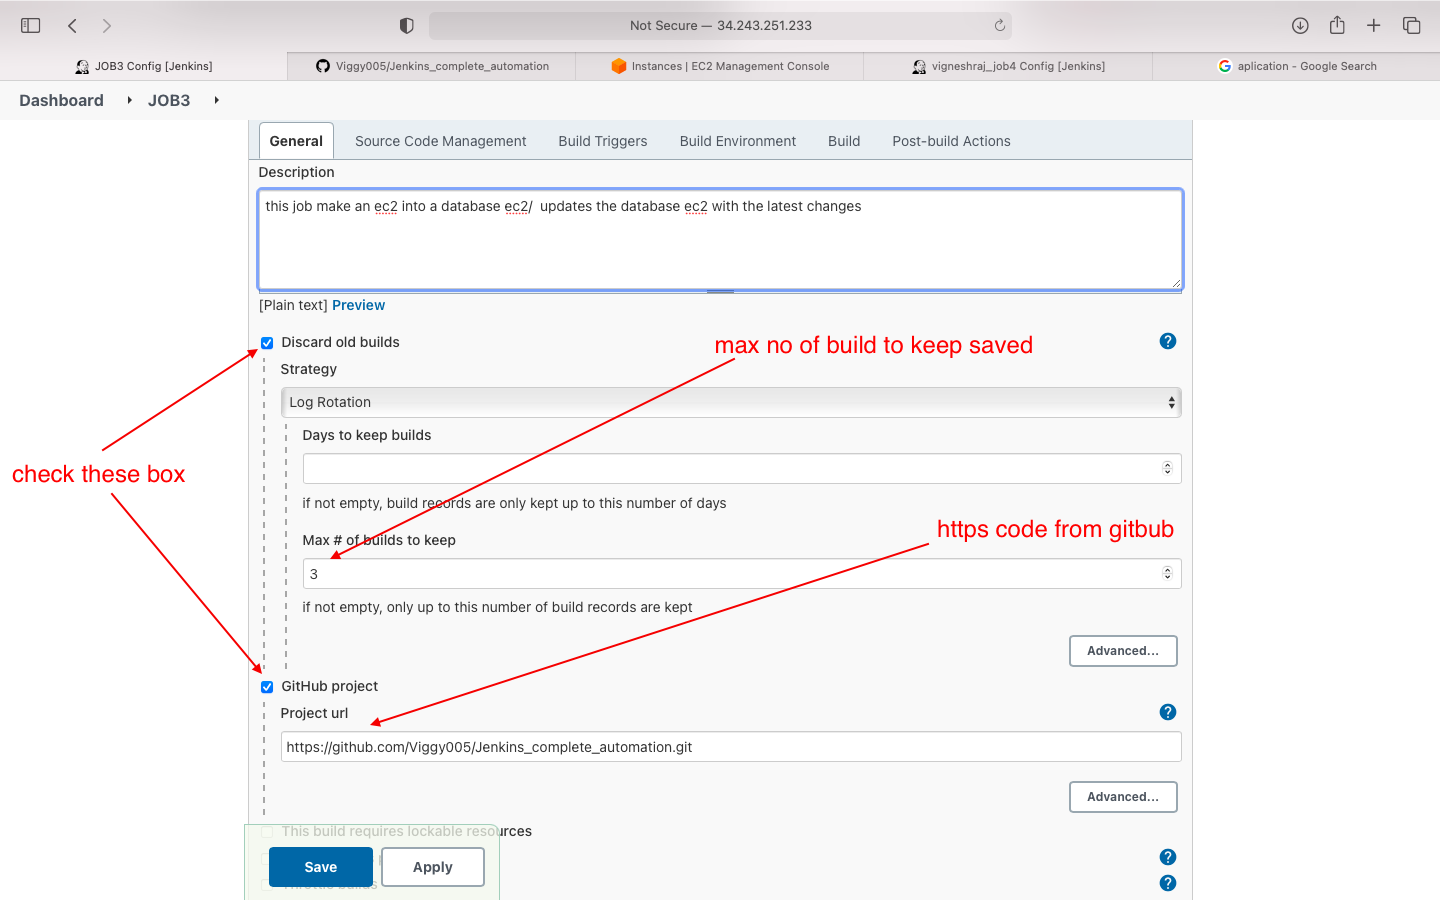 Not Secure — 34.243.251.233
JOB3 Config [Jenkins]
Viggy005/Jenkins_complete_automation
Instances | EC2 Management Console
vigneshraj_job4 Config [Jenkins]
aplication - Google Search
Dashboard
JOB3
General
Source Code Management
Build Triggers
Build Environment
Build
Post-build Actions
Description
this job make an ec2 into a database ec2/  updates the database ec2 with the latest changes
[Plain text] Preview
Discard old builds
max no of build to keep saved
Strategy
Log Rotation
Days to keep builds
check these box
if not empty, build records are only kept up to this number of days
https code from gitbub
Max # of builds to keep
3
if not empty, only up to this number of build records are kept
Advanced...
GitHub project
Project url
https://github.com/Viggy005/Jenkins_complete_automation.git
Advanced...
This build requires lockable resources
Save
Apply